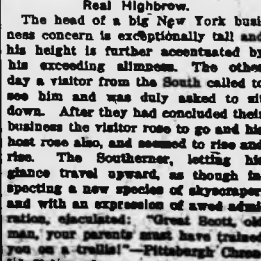 Real Highbrow.
The head of a big New York busi
ness concern is exceptionally tall and
his height is further accentuated by
his exceeding slimness. The other
day a visitor from the South called to
see him and was duly asked to sit
down. After they had concluded their
business the visitor rose to go and his
host rose also, and seemed to rise and
rise. The Southerner, letting his
glance travel upward, as though in
specting a new species of skyscraper
and with an expression of awed admi
ration, ejaculated: "Great Scott, old
man, your parents must have trained
you on a trellis!"—Pittsburgh Chron